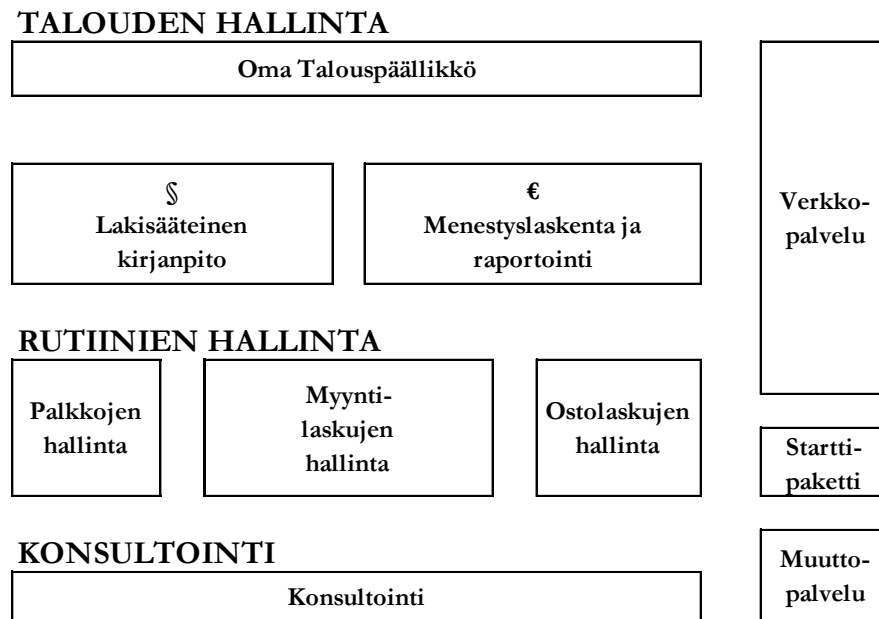 TALOUDEN HALLINTA
Oma Talouspäällikkö
§
Lakisääteinen
kirjanpito
€
Menestyslaskenta ja
raportointi
Verkko-
palvelu
RUTIINIEN HALLINTA
Palkkojen
hallinta
Myynti-
laskujen
hallinta
Ostolaskujen
hallinta
Startti-
paketti
KONSULTOINTI
Konsultointi
Muutto-
palvelu